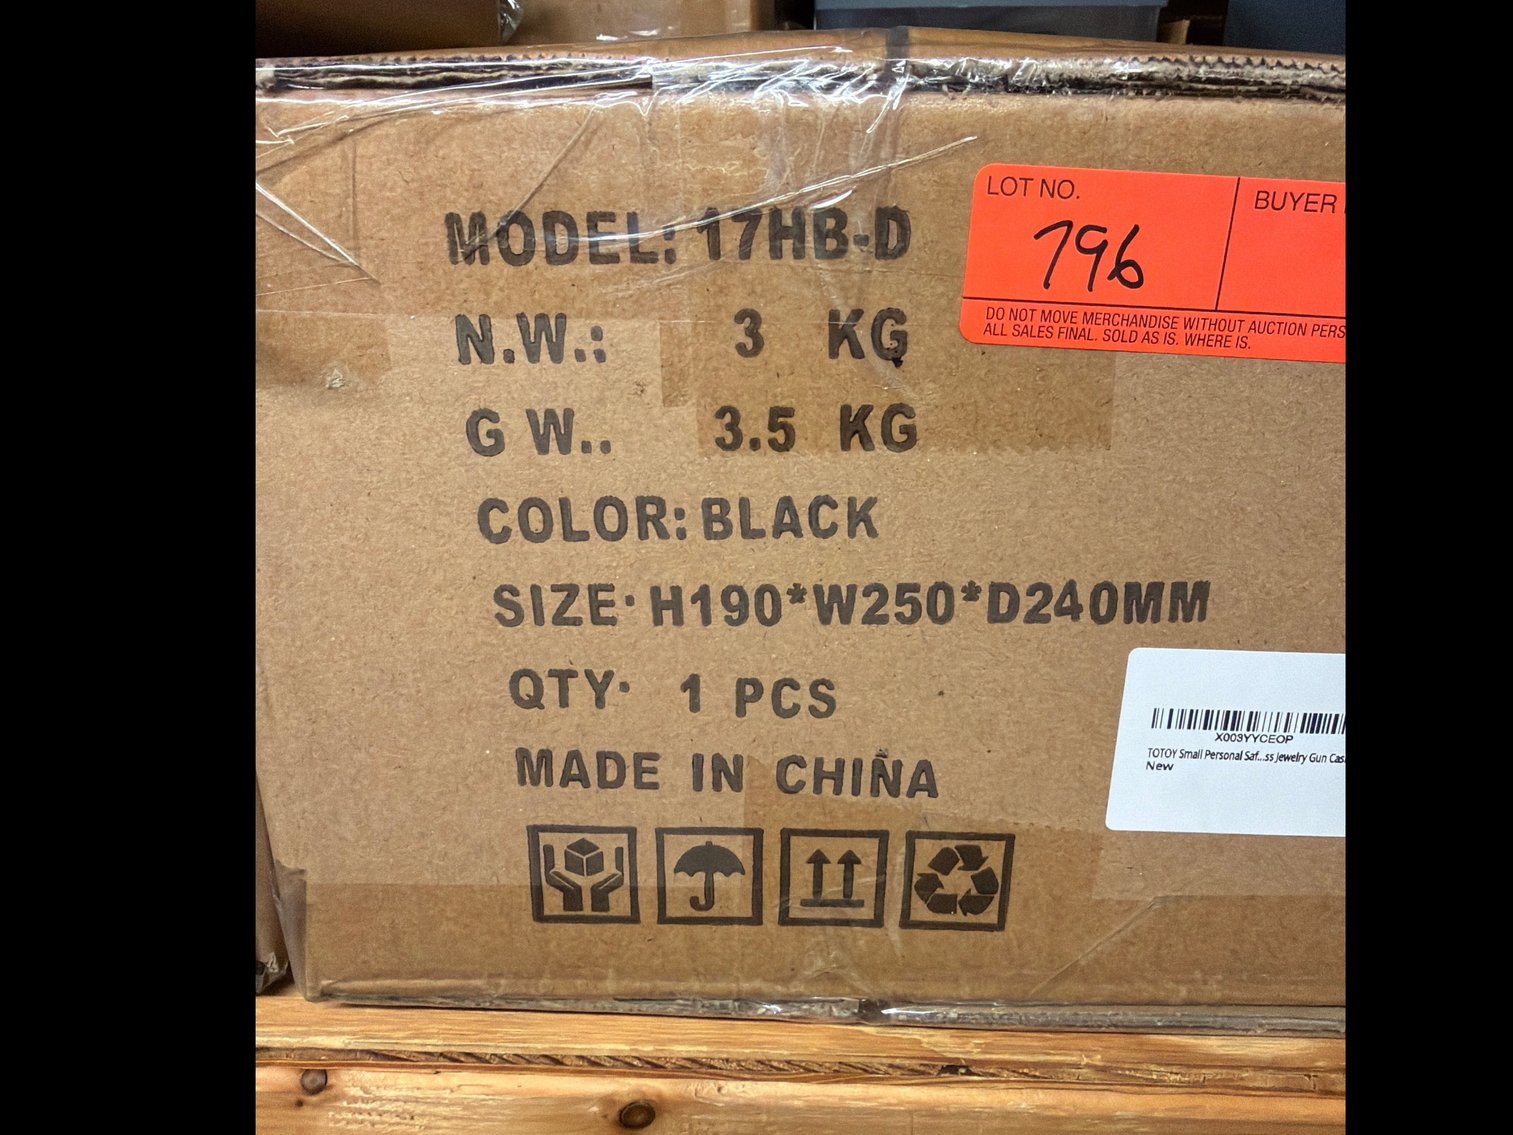 MODEL: 17HB-D
N.W.: 3 KG
G W.. 3.5 KG
COLOR: BLACK
SIZE· H190*W250*D240MM
QTY· 1 PCS
MADE IN CHINA
LOT NO.
796
BUYER
DO NOT MOVE MERCHANDISE WITHOUT AUCTION PERS
ALL SALES FINAL. SOLD AS IS. WHERE IS.
X003YYCEOP
TOTOY Small Personal Saf...ss Jewelry Gun Cas
New